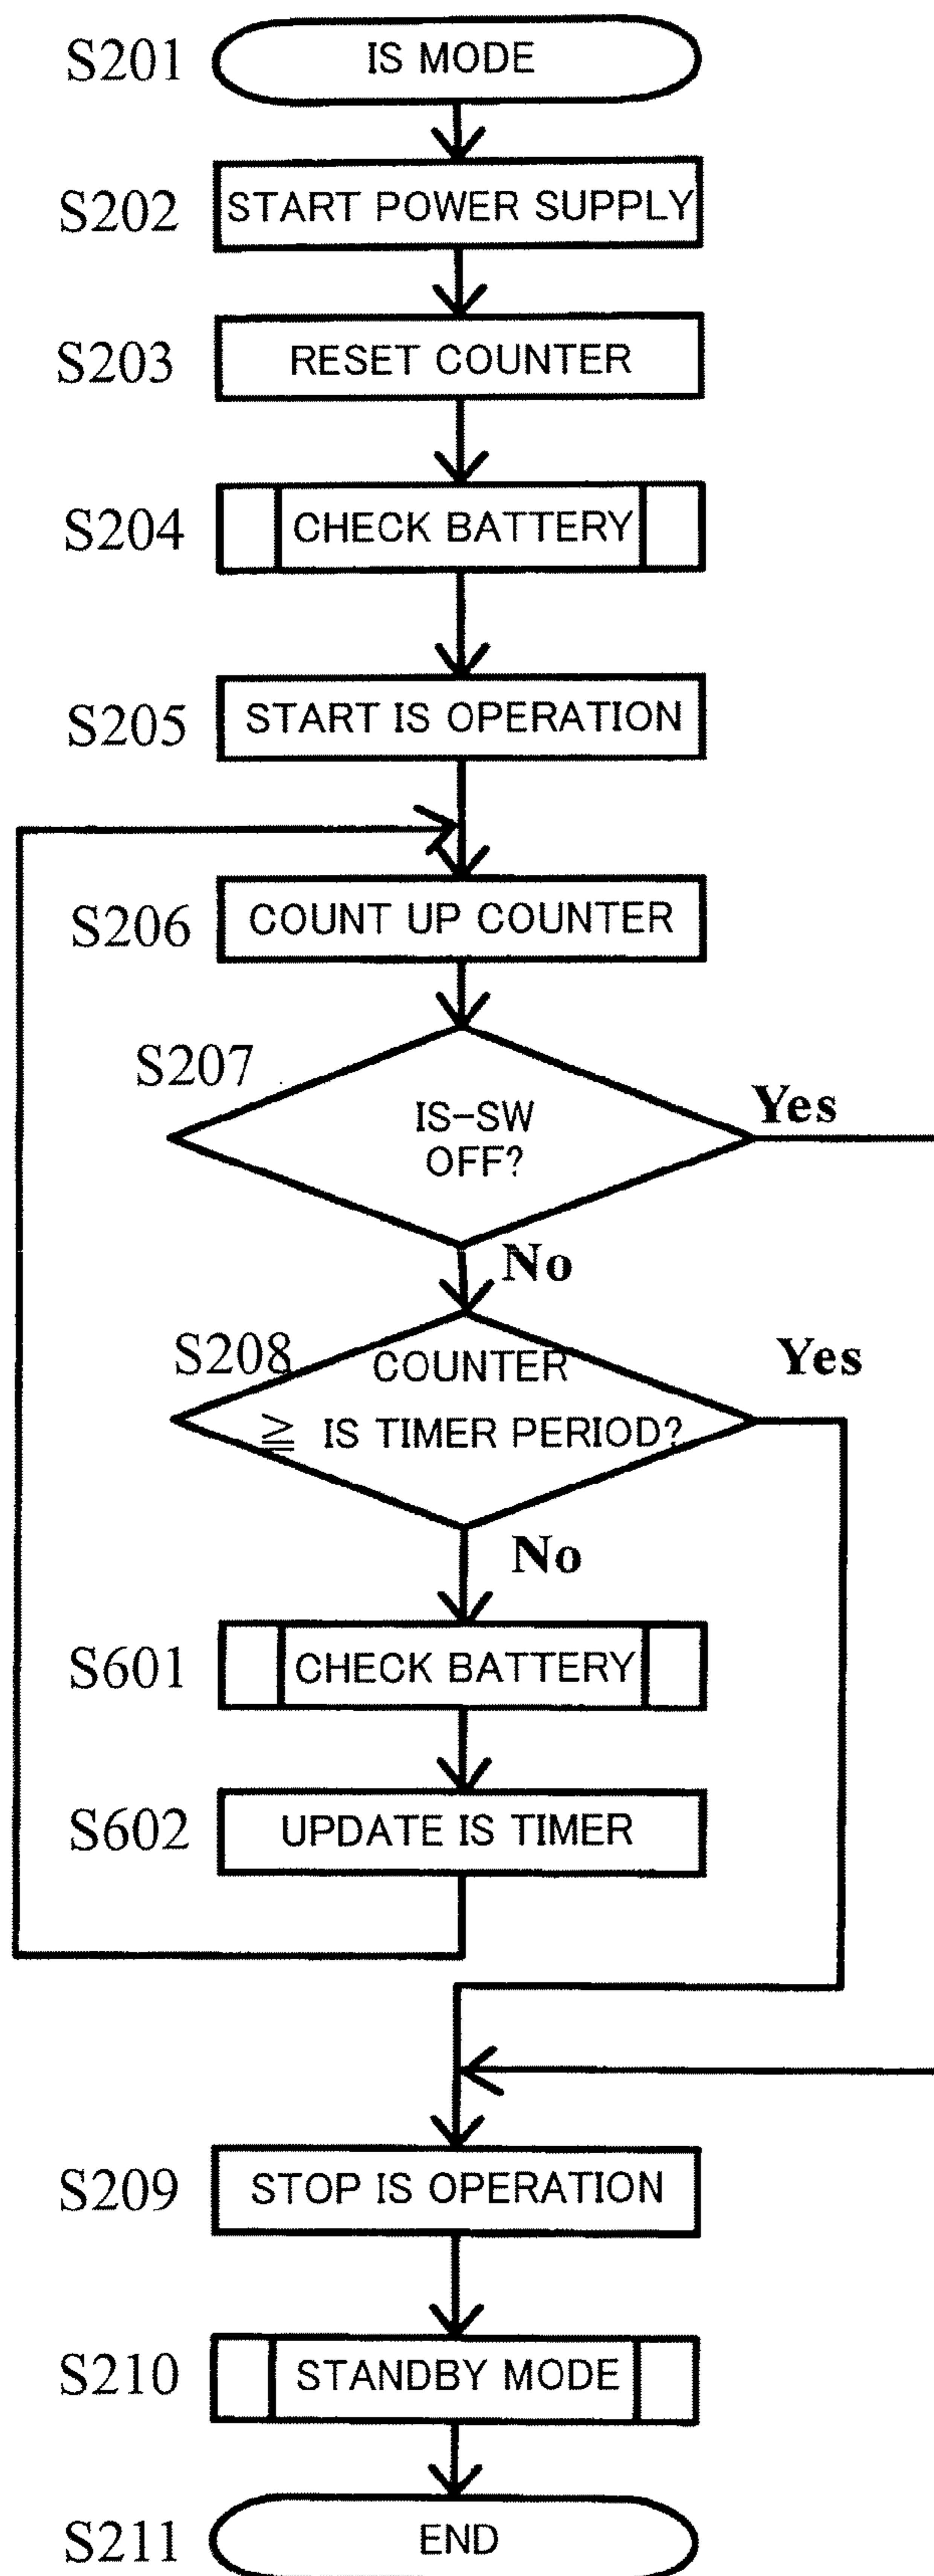 S201 IS MODE
S202 START POWER SUPPLY
S203 RESET COUNTER
S204 CHECK BATTERY
S205 START IS OPERATION
S206 COUNT UP COUNTER
S207
IS-SW
OFF?
Yes
No
S208
COUNTER
≧ IS TIMER PERIOD?
Yes
No
S601 CHECK BATTERY
S602 UPDATE IS TIMER
S209 STOP IS OPERATION
S210 STANDBY MODE
S211 END